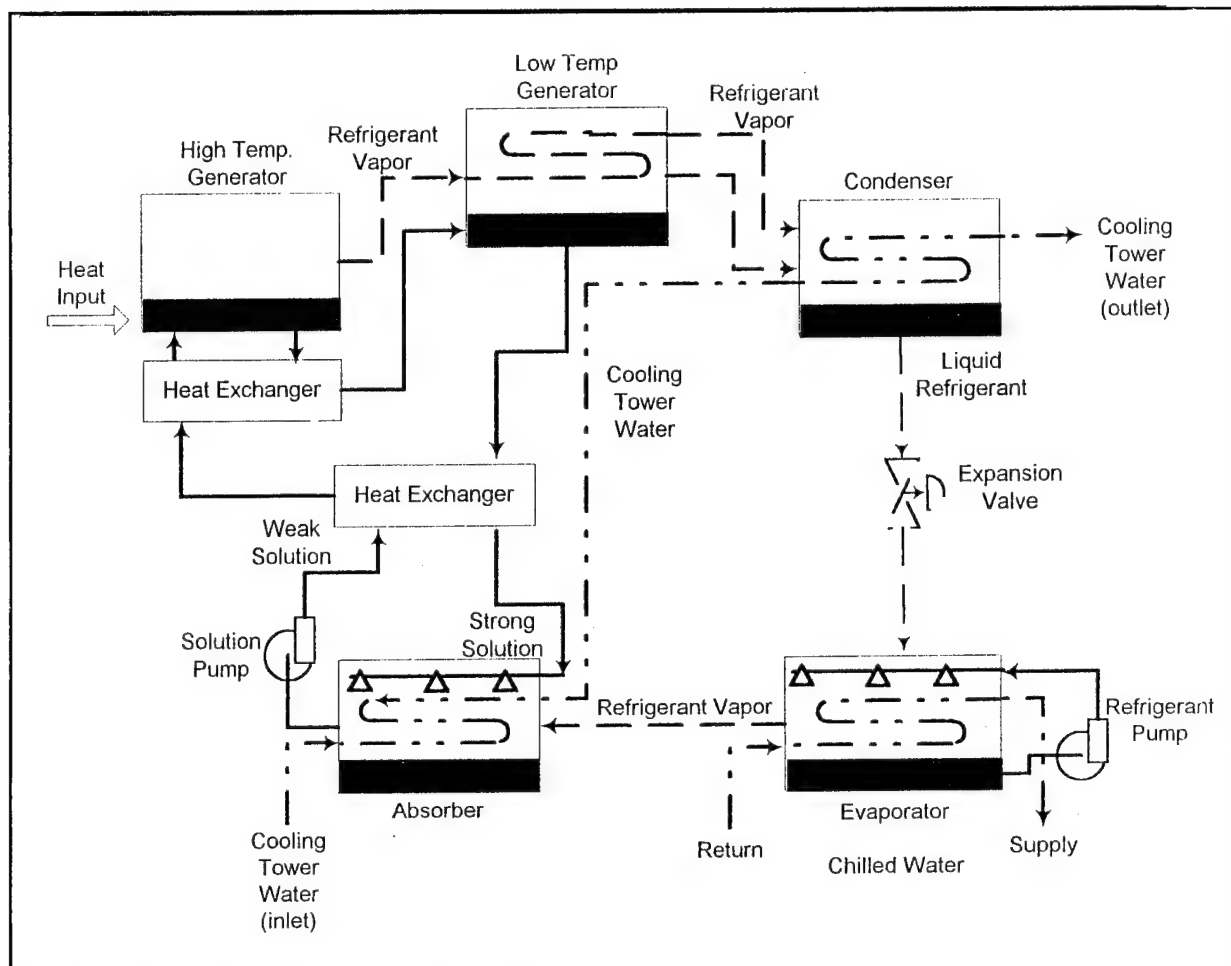 Low Temp
Generator
Refrigerant
Vapor
Refrigerant
Vapor
High Temp.
Generator
Condenser
Heat
Input
Cooling
Tower
Water
(outlet)
Heat Exchanger
Liquid
Refrigerant
Cooling
Tower
Water
Heat Exchanger
Expansion
Valve
Weak
Solution
Solution
Pump
Strong
Solution
Refrigerant Vapor
Refrigerant
Pump
Absorber
Evaporator
Cooling
Tower
Water
(inlet)
Return
Chilled Water
Supply